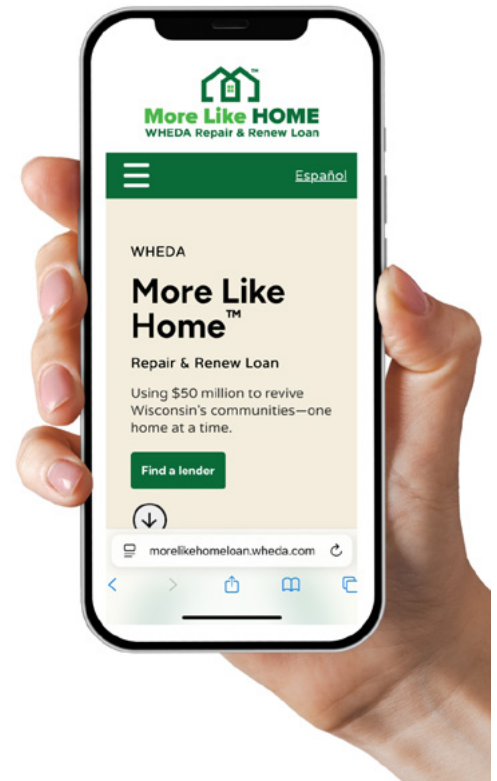 More Like HOME™
WHEDA Repair & Renew Loan
Español
WHEDA
More Like
Home™
Repair & Renew Loan
Using $50 million to revive
Wisconsin's communities—one
home at a time.
Find a lender
morelikehomeloan.wheda.com